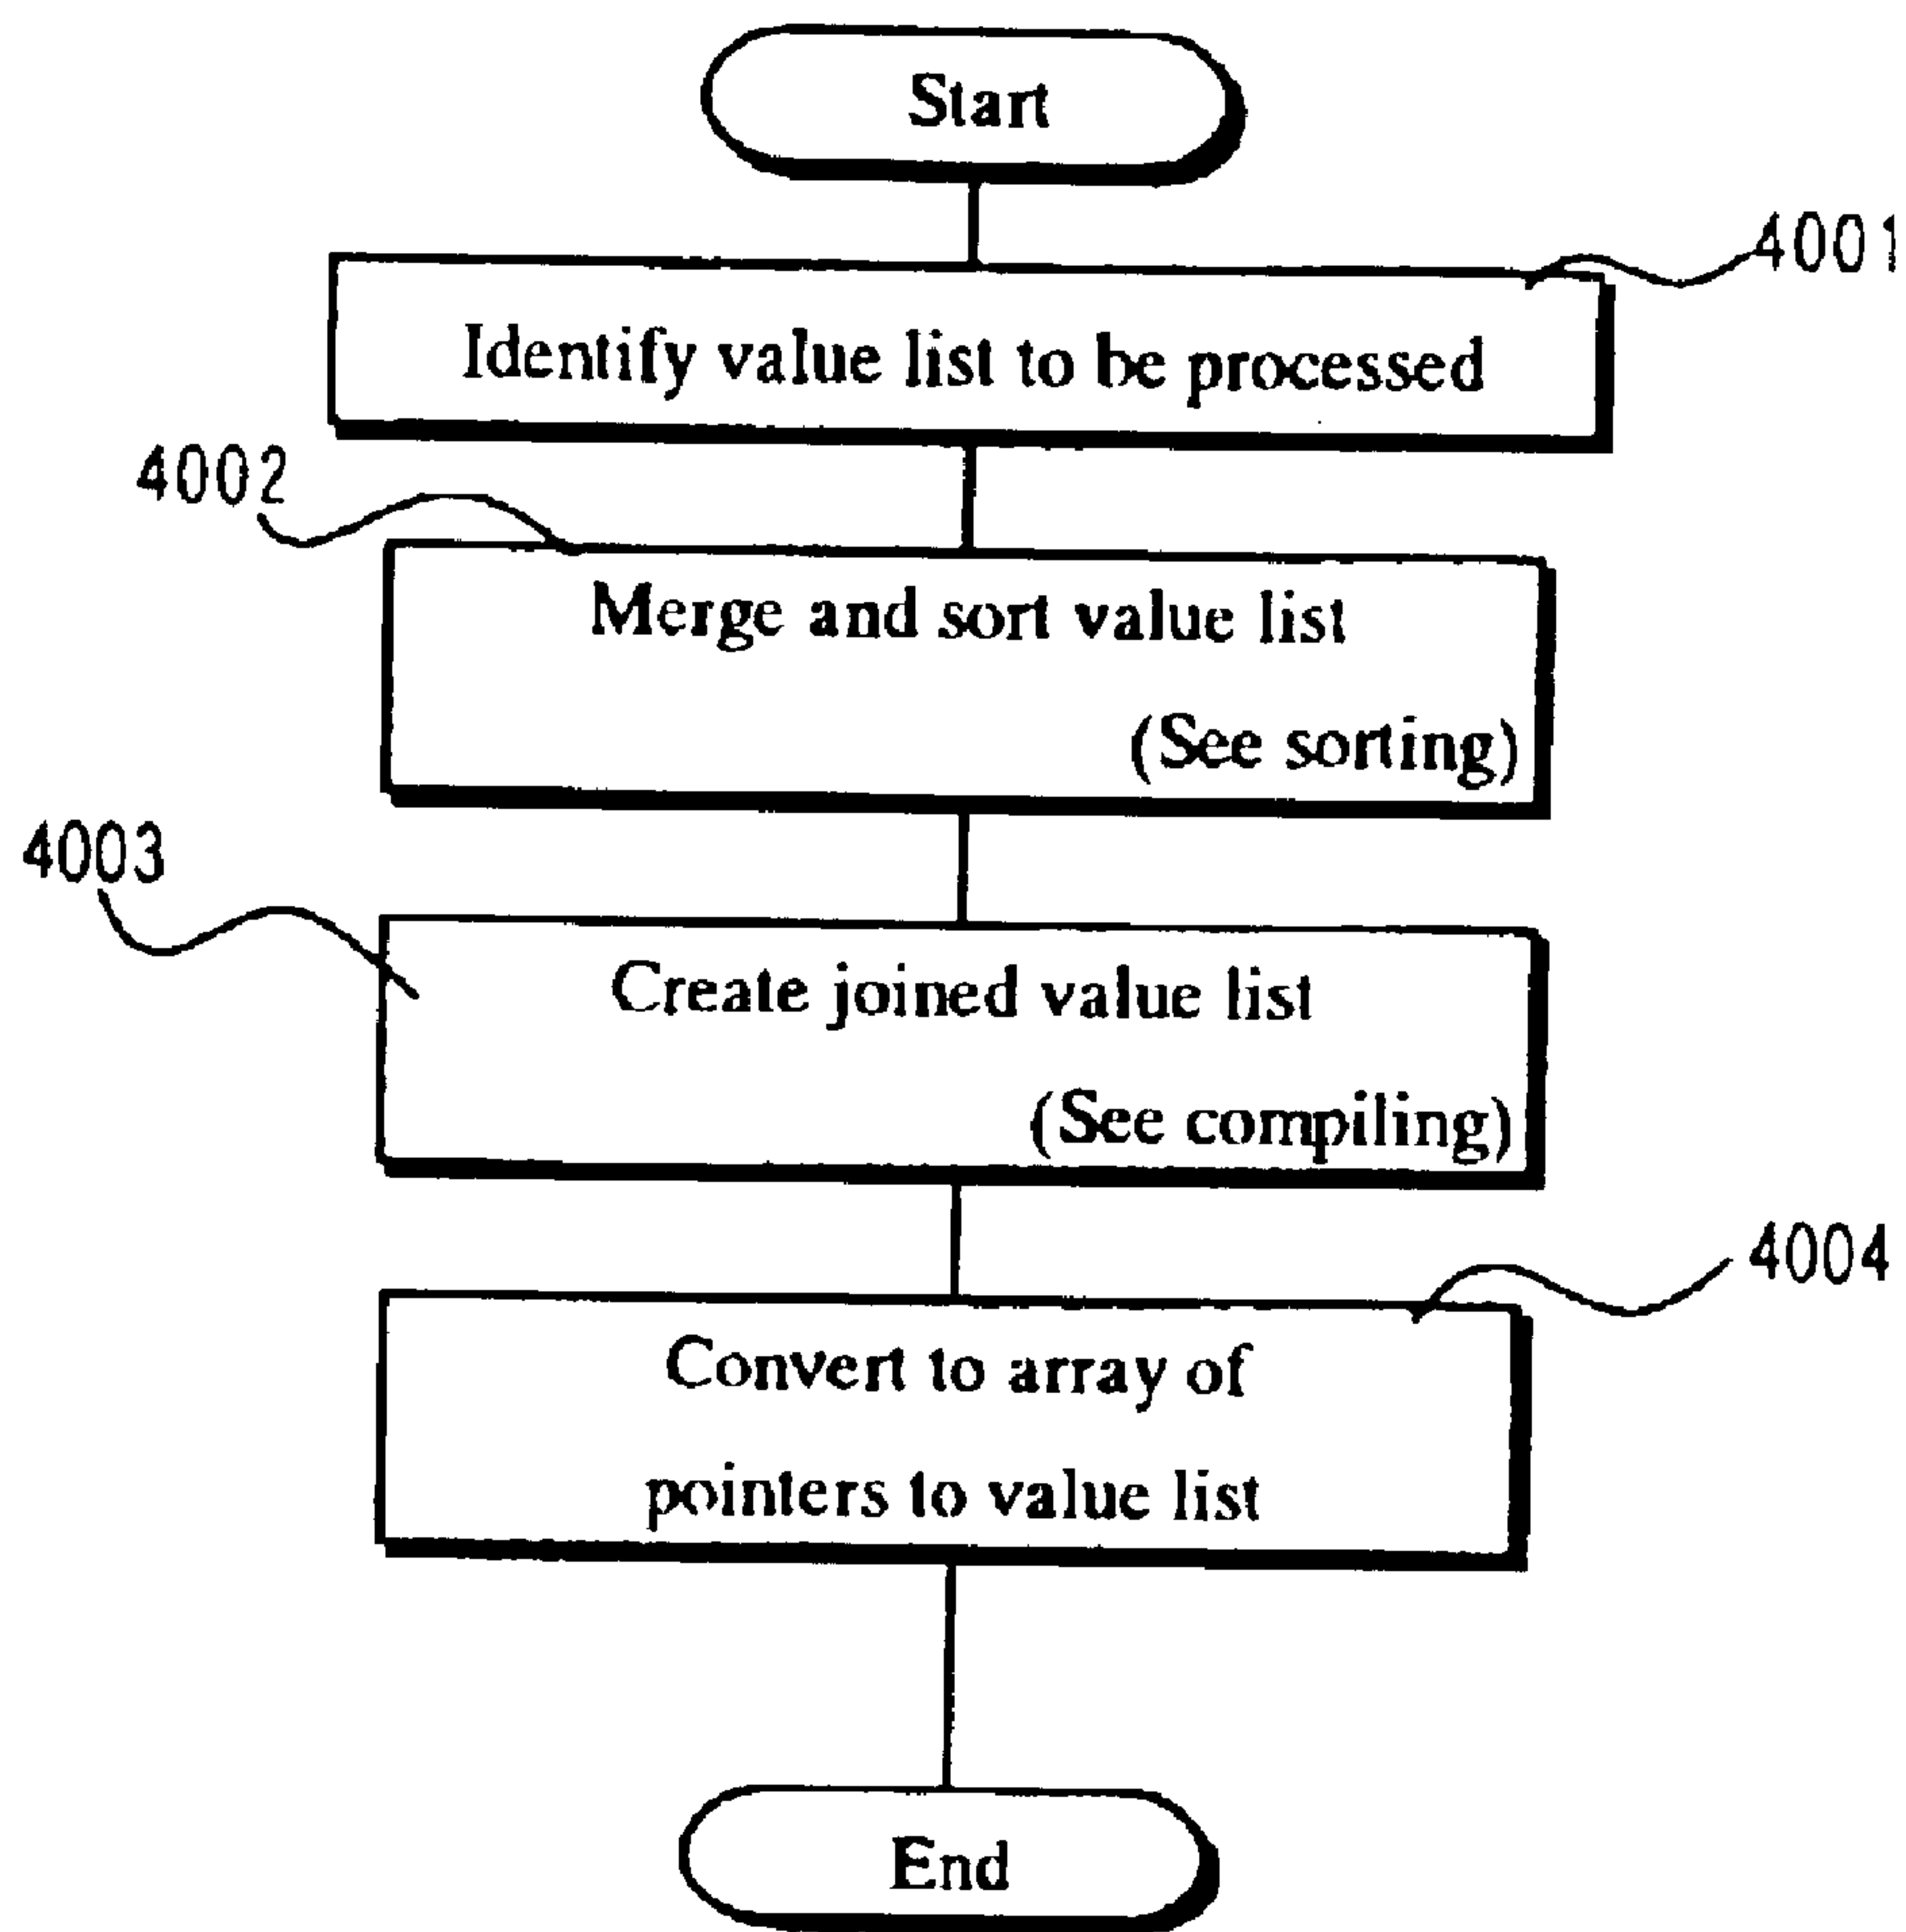 Start
4001
Identify value list to be processed
4002
Merge and sort value list
(See sorting)
4003
Create joined value list
(See compiling)
4004
Convert to array of
pointers to value list
End